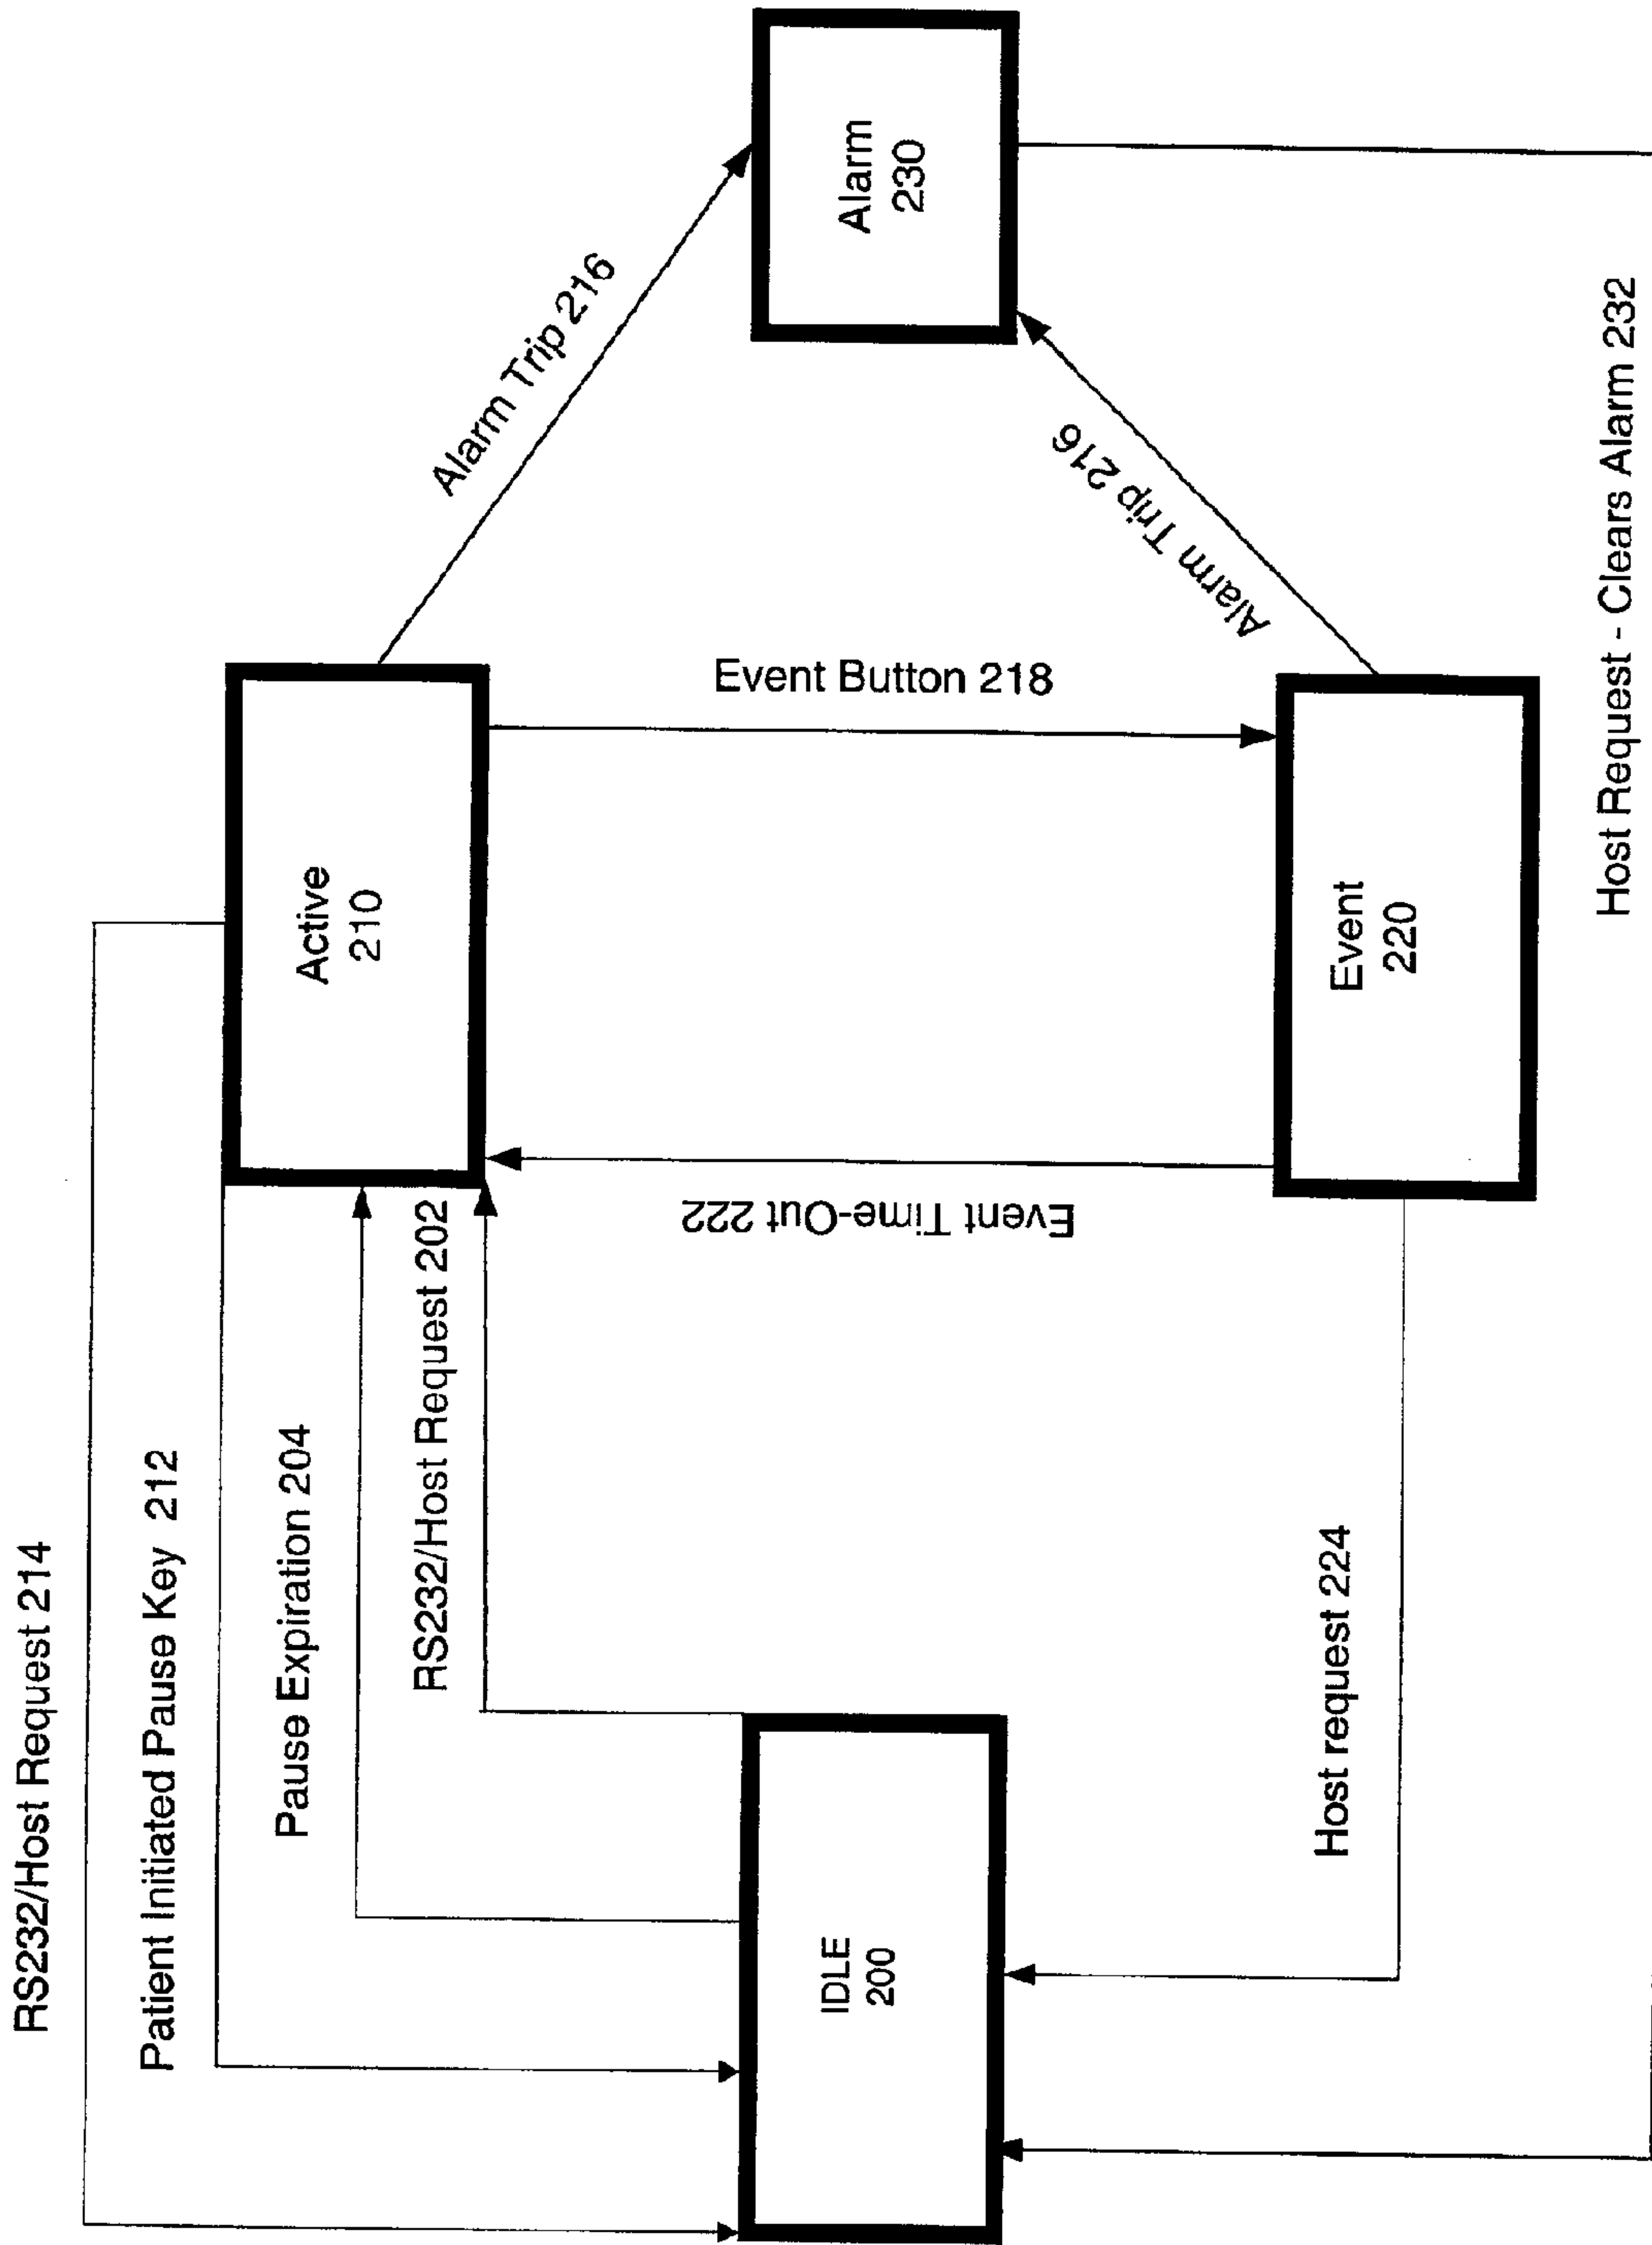 RS232/Host Request 214
Patient Initiated Pause Key 212
Pause Expiration 204
RS232/Host Request 202
Active
210
Alarm Trip 216
IDLE
200
Event Time-Out 222
Event Button 218
Alarm
230
Alarm Trip 216
Host request 224
Event
220
Host Request - Clears Alarm 232